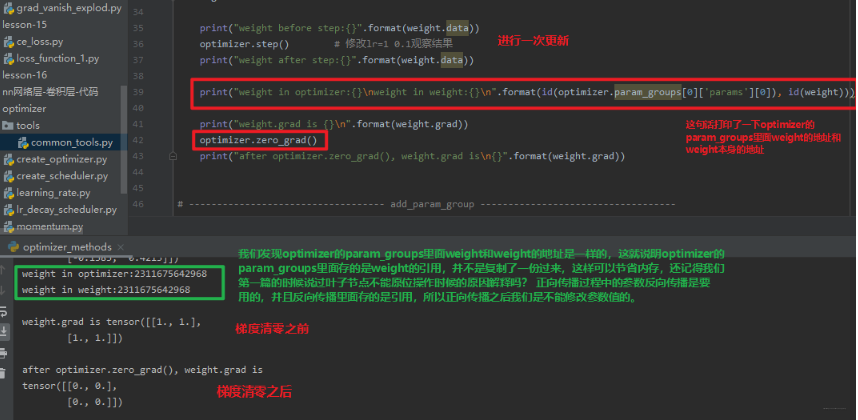 grad_vanish_explod.py
lesson-15
ce_loss.py
loss_function_1.py
lesson-16
nn网络层-卷积层-代码
optimizer
tools
common_tools.py
create_optimizer.py
create_scheduler.py
learning_rate.py
lr_decay_scheduler.py
momentum.py
34
35 print("weight before step:{}".format(weight.data))
36 optimizer.step() # 修改lr=1 0.1观察结果
37 print("weight after step:{}".format(weight.data))
38
39 print("weight in optimizer:{}\nweight in weight:{}\n".format(id(optimizer.param_groups[0]['params'][0]), id(weight)))
40
41 print("weight.grad is {}\n".format(weight.grad))
42 optimizer.zero_grad()
43 print("after optimizer.zero_grad(), weight.grad is\n{}".format(weight.grad))
44
45
46 # ----------------------------------- add_param_group -----------------------------------
进行一次更新
这句话打印了一下optimizer的
param_groups里面weight的地址和
weight本身的地址
optimizer_methods
weight in optimizer:2311675642968
weight in weight:2311675642968
weight.grad is tensor([[1., 1.],
[1., 1.]])
after optimizer.zero_grad(), weight.grad is
tensor([[0., 0.],
[0., 0.]])
我们发现optimizer的param_groups里面weight和weight的地址是一样的，这就说明optimizer的
param_groups里面存的是weight的引用，并不是复制了一份过来，这样可以节省内存，还记得我们
第一篇的时候说过叶子节点不能原位操作时候的原因解释吗？ 正向传播过程中的参数反向传播是要
用的，并且反向传播里面存的是引用，所以正向传播之后我们是不能修改参数值的。
梯度清零之前
梯度清零之后